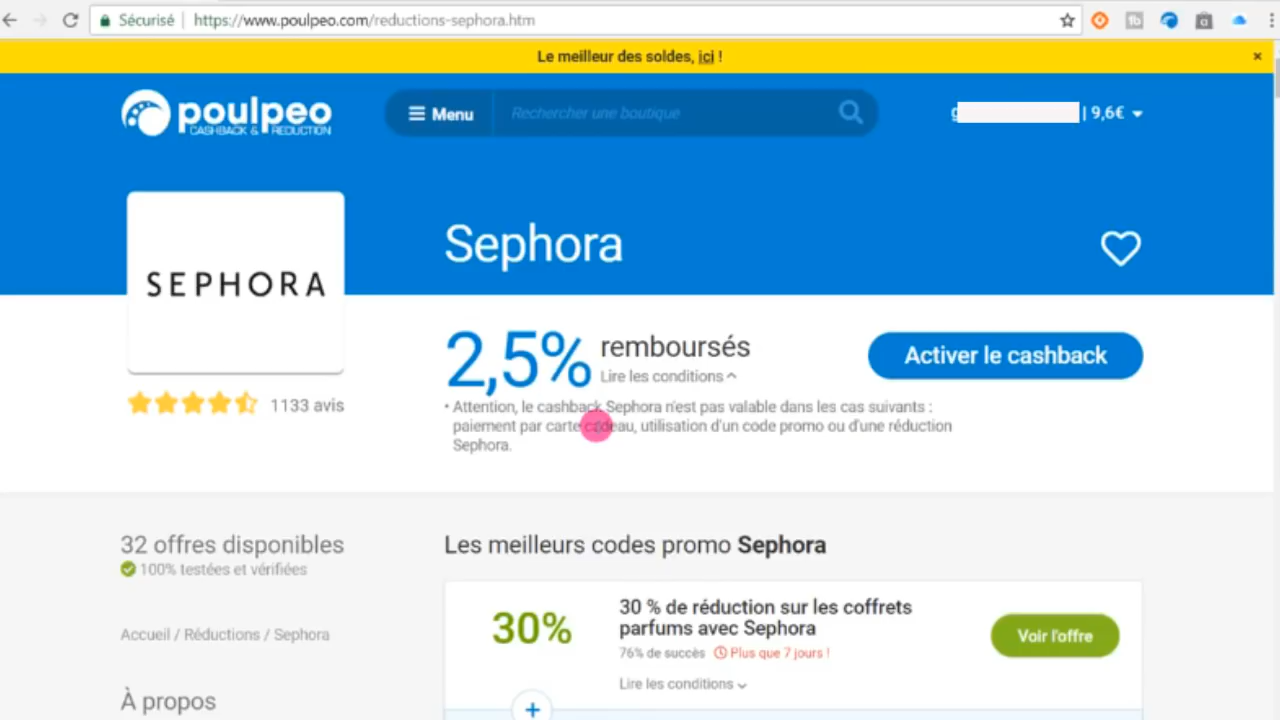 Sécurisé https://www.poulpeo.com/reductions-sephora.htm
Le meilleur des soldes, ici ! ×
poulpeo
CASHBACK & REDUCTION
Menu
Rechercher une boutique
g | 9,6€
SEPHORA
Sephora
2,5% remboursés
Lire les conditions
Activer le cashback
1133 avis
• Attention, le cashback Sephora n'est pas valable dans les cas suivants :
paiement par carte cadeau, utilisation d'un code promo ou d'une réduction
Sephora.
32 offres disponibles
100% testées et vérifiées
Accueil / Réductions / Sephora
À propos
Les meilleurs codes promo Sephora
30%
30 % de réduction sur les coffrets
parfums avec Sephora
76% de succès Plus que 7 jours !
Lire les conditions
Voir l'offre
+